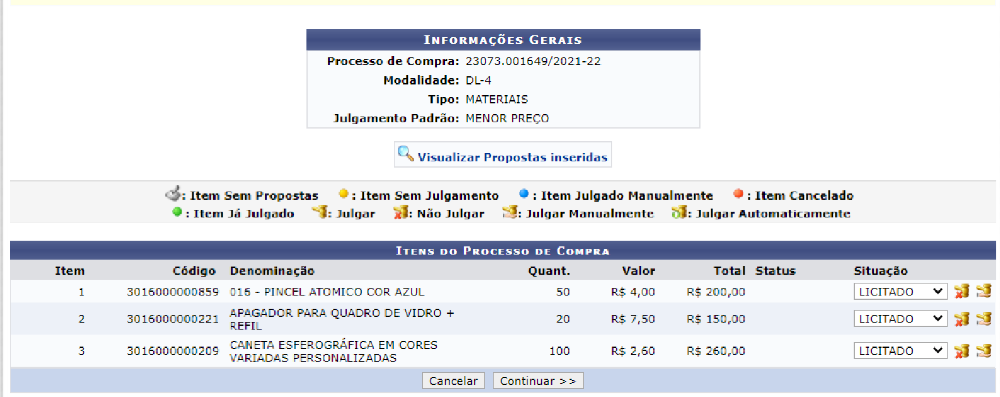 Informações Gerais
Processo de Compra: 23073.001649/2021-22
Modalidade: DL-4
Tipo: MATERIAIS
Julgamento Padrão: MENOR PREÇO
Visualizar Propostas inseridas
: Item Sem Propostas : Item Sem Julgamento : Item Julgado Manualmente : Item Cancelado
: Item Já Julgado : Julgar : Não Julgar : Julgar Manualmente : Julgar Automaticamente
Itens do Processo de Compra
Item Código Denominação Quant. Valor Total Status Situação
1 3016000000859 016 - PINCEL ATOMICO COR AZUL 50 R$ 4,00 R$ 200,00 LICITADO
2 3016000000221 APAGADOR PARA QUADRO DE VIDRO + REFIL 20 R$ 7,50 R$ 150,00 LICITADO
3 3016000000209 CANETA ESFEROGRÁFICA EM CORES VARIADAS PERSONALIZADAS 100 R$ 2,60 R$ 260,00 LICITADO
Cancelar Continuar >>